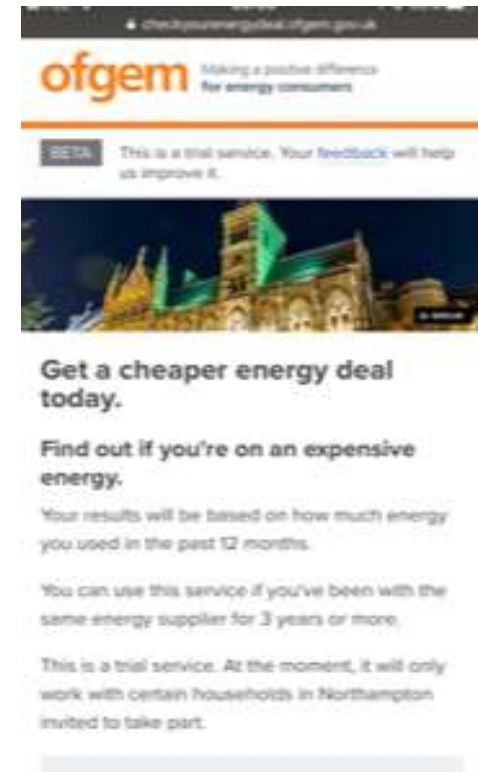 checkyourenergydeal.ofgem.gov.uk
ofgem
Making a positive difference
for energy consumers
BETA
This is a trial service. Your feedback will help
us improve it.
Get a cheaper energy deal
today.
Find out if you're on an expensive
energy.
Your results will be based on how much energy
you used in the past 12 months.
You can use this service if you've been with the
same energy supplier for 3 years or more.
This is a trial service. At the moment, it will only
work with certain households in Northampton
invited to take part.